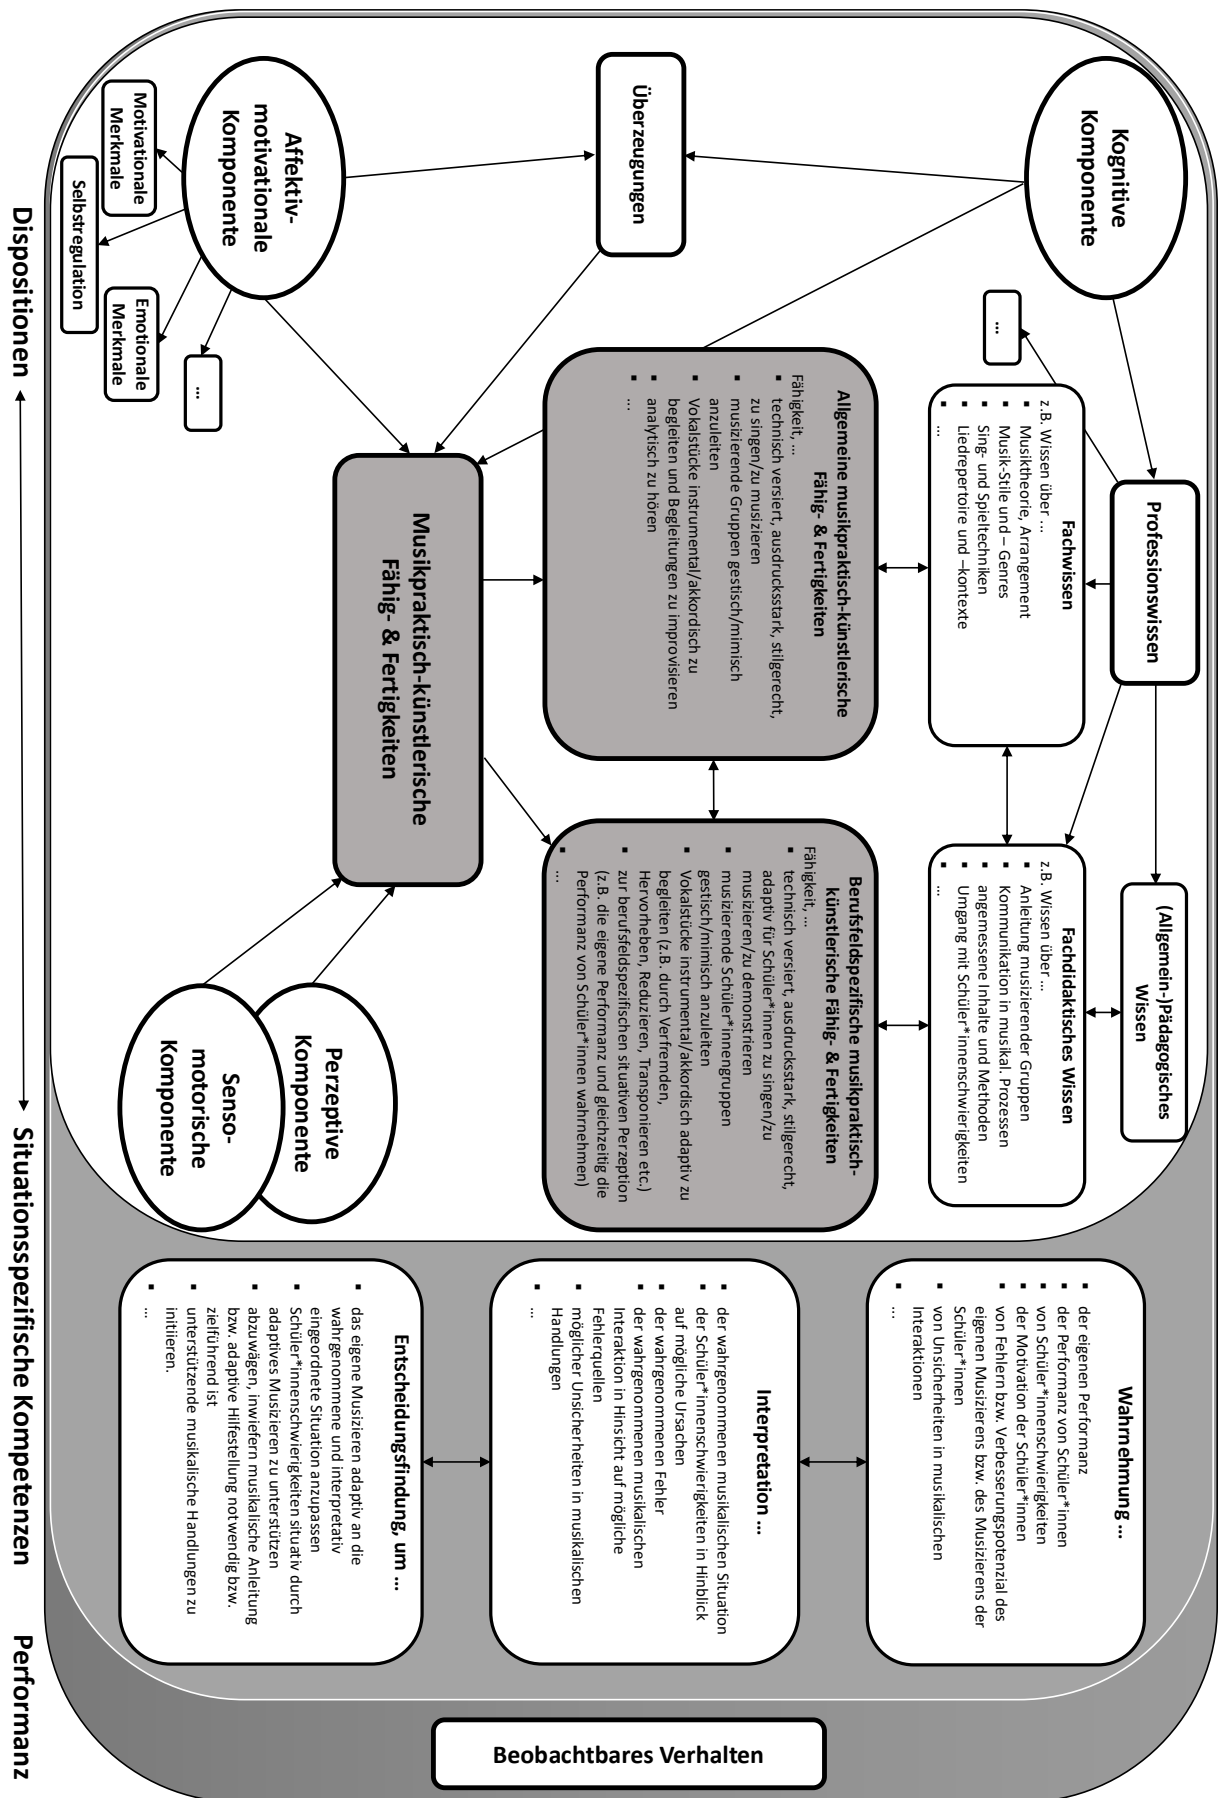 Kognitive
Komponente
Überzeugungen
Affektiv-
motivationale
Komponente
Motivationale
Merkmale
Selbstregulation
Emotionale
Merkmale
...
...
Professionswissen
Fachwissen
z.B. Wissen über ...
▪ Musiktheorie, Arrangement
▪ Musik-Stile und – Genres
▪ Sing- und Spieltechniken
▪ Liedrepertoire und –kontexte
▪ ...
(Allgemein-)Pädagogisches
Wissen
Fachdidaktisches Wissen
z.B. Wissen über ...
▪ Anleitung musizierender Gruppen
▪ Kommunikation in musikal. Prozessen
▪ angemessene Inhalte und Methoden
▪ Umgang mit Schüler*innenschwierigkeiten
▪ ...
Allgemeine musikpraktisch-künstlerische
Fähig- & Fertigkeiten
Fähigkeit, ...
▪ technisch versiert, ausdrucksstark, stilgerecht,
zu singen/zu musizieren
▪ musizierende Gruppen gestisch/mimisch
anzuleiten
▪ Vokalstücke instrumental/akkordisch zu
begleiten und Begleitungen zu improvisieren
▪ analytisch zu hören
▪ ...
Berufsfeldspezifische musikpraktisch-
künstlerische Fähig- & Fertigkeiten
Fähigkeit, ...
▪ technisch versiert, ausdrucksstark, stilgerecht,
adaptiv für Schüler*innen zu singen/zu
musizieren/zu demonstrieren
▪ musizierende Schüler*innengruppen
gestisch/mimisch anzuleiten
▪ Vokalstücke instrumental/akkordisch adaptiv zu
begleiten (z.B. durch Verfremden,
Hervorheben, Reduzieren, Transponieren etc.)
▪ zur berufsfeldspezifischen situativen Perzeption
(z.B. die eigene Performanz und gleichzeitig die
Performanz von Schüler*innen wahrnehmen)
▪ ...
Musikpraktisch-künstlerische
Fähig- & Fertigkeiten
Perzeptive
Komponente
Senso-
motorische
Komponente
Wahrnehmung ...
▪ der eigenen Performanz
▪ der Performanz von Schüler*innen
▪ von Schüler*innenschwierigkeiten
▪ der Motivation der Schüler*innen
▪ von Fehlern bzw. Verbesserungspotenzial des
eigenen Musizierens bzw. des Musizierens der
Schüler*innen
▪ von Unsicherheiten in musikalischen
Interaktionen
▪ ...
Interpretation ...
▪ der wahrgenommenen musikalischen Situation
▪ der Schüler*innenschwierigkeiten in Hinblick
auf mögliche Ursachen
▪ der wahrgenommenen Fehler
▪ der wahrgenommenen musikalischen
Interaktion in Hinsicht auf mögliche
Fehlerquellen
▪ möglicher Unsicherheiten in musikalischen
Handlungen
▪ ...
Entscheidungsfindung, um ...
▪ das eigene Musizieren adaptiv an die
wahrgenommene und interpretativ
eingeordnete Situation anzupassen
▪ Schüler*innenschwierigkeiten situativ durch
adaptives Musizieren zu unterstützen
▪ abzuwägen, inwiefern musikalische Anleitung
bzw. adaptive Hilfestellung notwendig bzw.
zielführend ist
▪ unterstützende musikalische Handlungen zu
initiieren.
▪ ...
Beobachtbares Verhalten
Dispositionen
Situationsspezifische Kompetenzen
Performanz